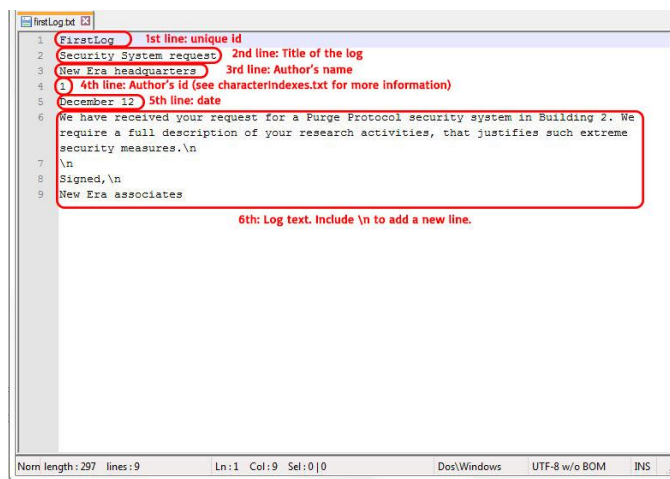 firstLog.txt
1 FirstLog 1st line: unique id
2 Security System request 2nd line: Title of the log
3 New Era headquarters 3rd line: Author's name
4 1 4th line: Author's id (see characterIndexes.txt for more information)
5 December 12 5th line: date
6 We have received your request for a Purge Protocol security system in Building 2. We
require a full description of your research activities, that justifies such extreme
security measures.\n
7 \n
8 Signed,\n
9 New Era associates
6th: Log text. Include \n to add a new line.
Norn length : 297 lines : 9 Ln : 1 Col : 9 Sel : 0 | 0 Dos\Windows UTF-8 w/o BOM INS